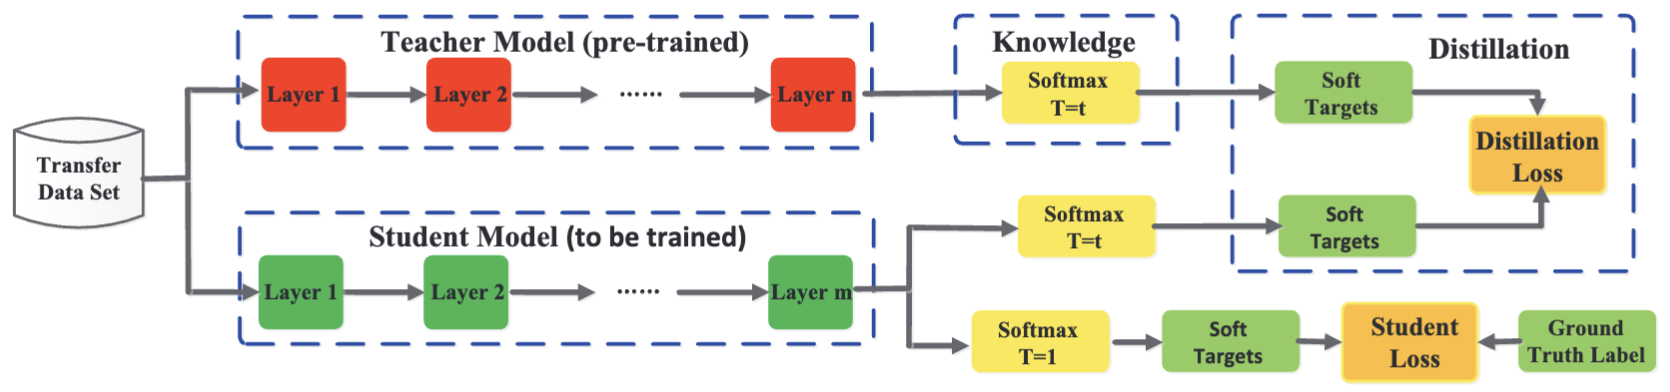 Transfer
Data Set
Teacher Model (pre-trained)
Layer 1
Layer 2
......
Layer n
Knowledge
Softmax
T=t
Distillation
Soft
Targets
Distillation
Loss
Student Model (to be trained)
Layer 1
Layer 2
......
Layer m
Softmax
T=t
Soft
Targets
Softmax
T=1
Soft
Targets
Student
Loss
Ground
Truth Label